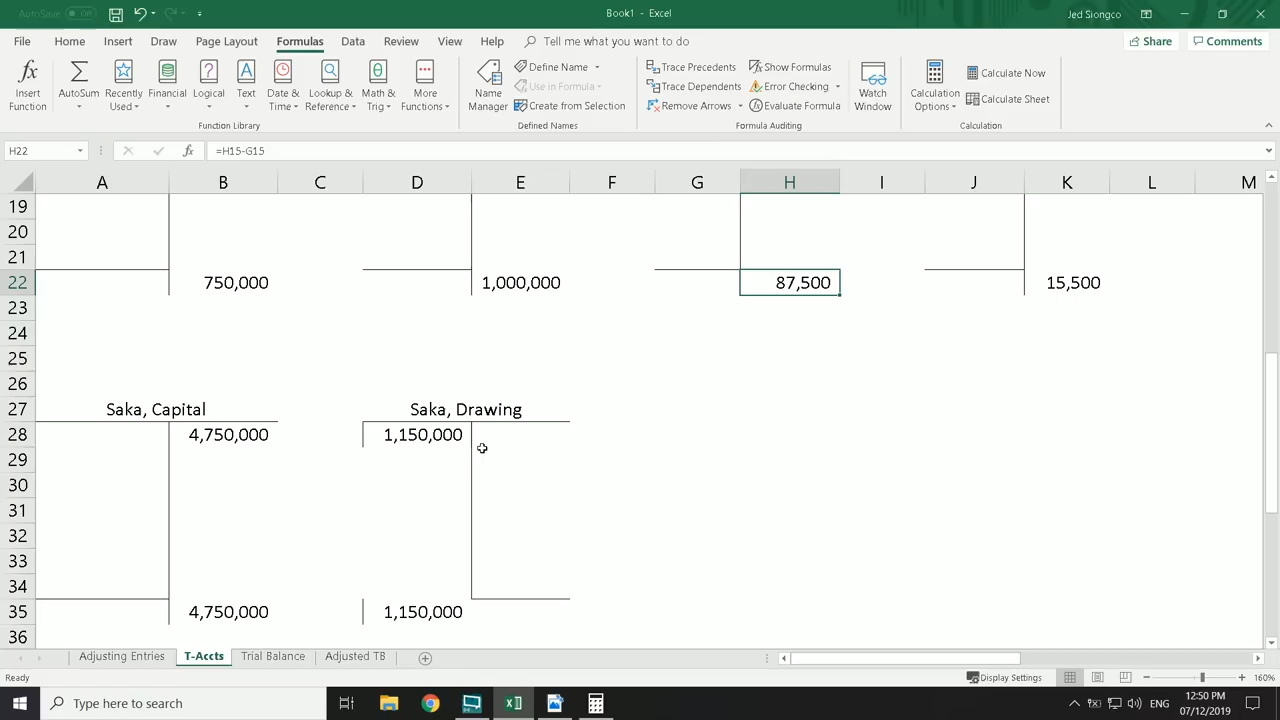 AutoSave Off
Book1 - Excel
Jed Siongco
File Home Insert Draw Page Layout Formulas Data Review View Help Tell me what you want to do
Share Comments
Insert Function
AutoSum
Recently Used
Financial
Logical
Text
Date & Time
Lookup & Reference
Math & Trig
More Functions
Function Library
Name Manager
Define Name
Use in Formula
Create from Selection
Defined Names
Trace Precedents
Trace Dependents
Remove Arrows
Show Formulas
Error Checking
Evaluate Formula
Formula Auditing
Watch Window
Calculation Options
Calculate Now
Calculate Sheet
Calculation
H22 fx =H15-G15
A B C D E F G H I J K L M
19
20
21
22 750,000 1,000,000 87,500 15,500
23
24
25
26
27 Saka, Capital Saka, Drawing
28 4,750,000 1,150,000
29
30
31
32
33
34
35 4,750,000 1,150,000
36
Adjusting Entries T-Accts Trial Balance Adjusted TB
Ready
Display Settings
160%
Type here to search
ENG
12:50 PM
07/12/2019